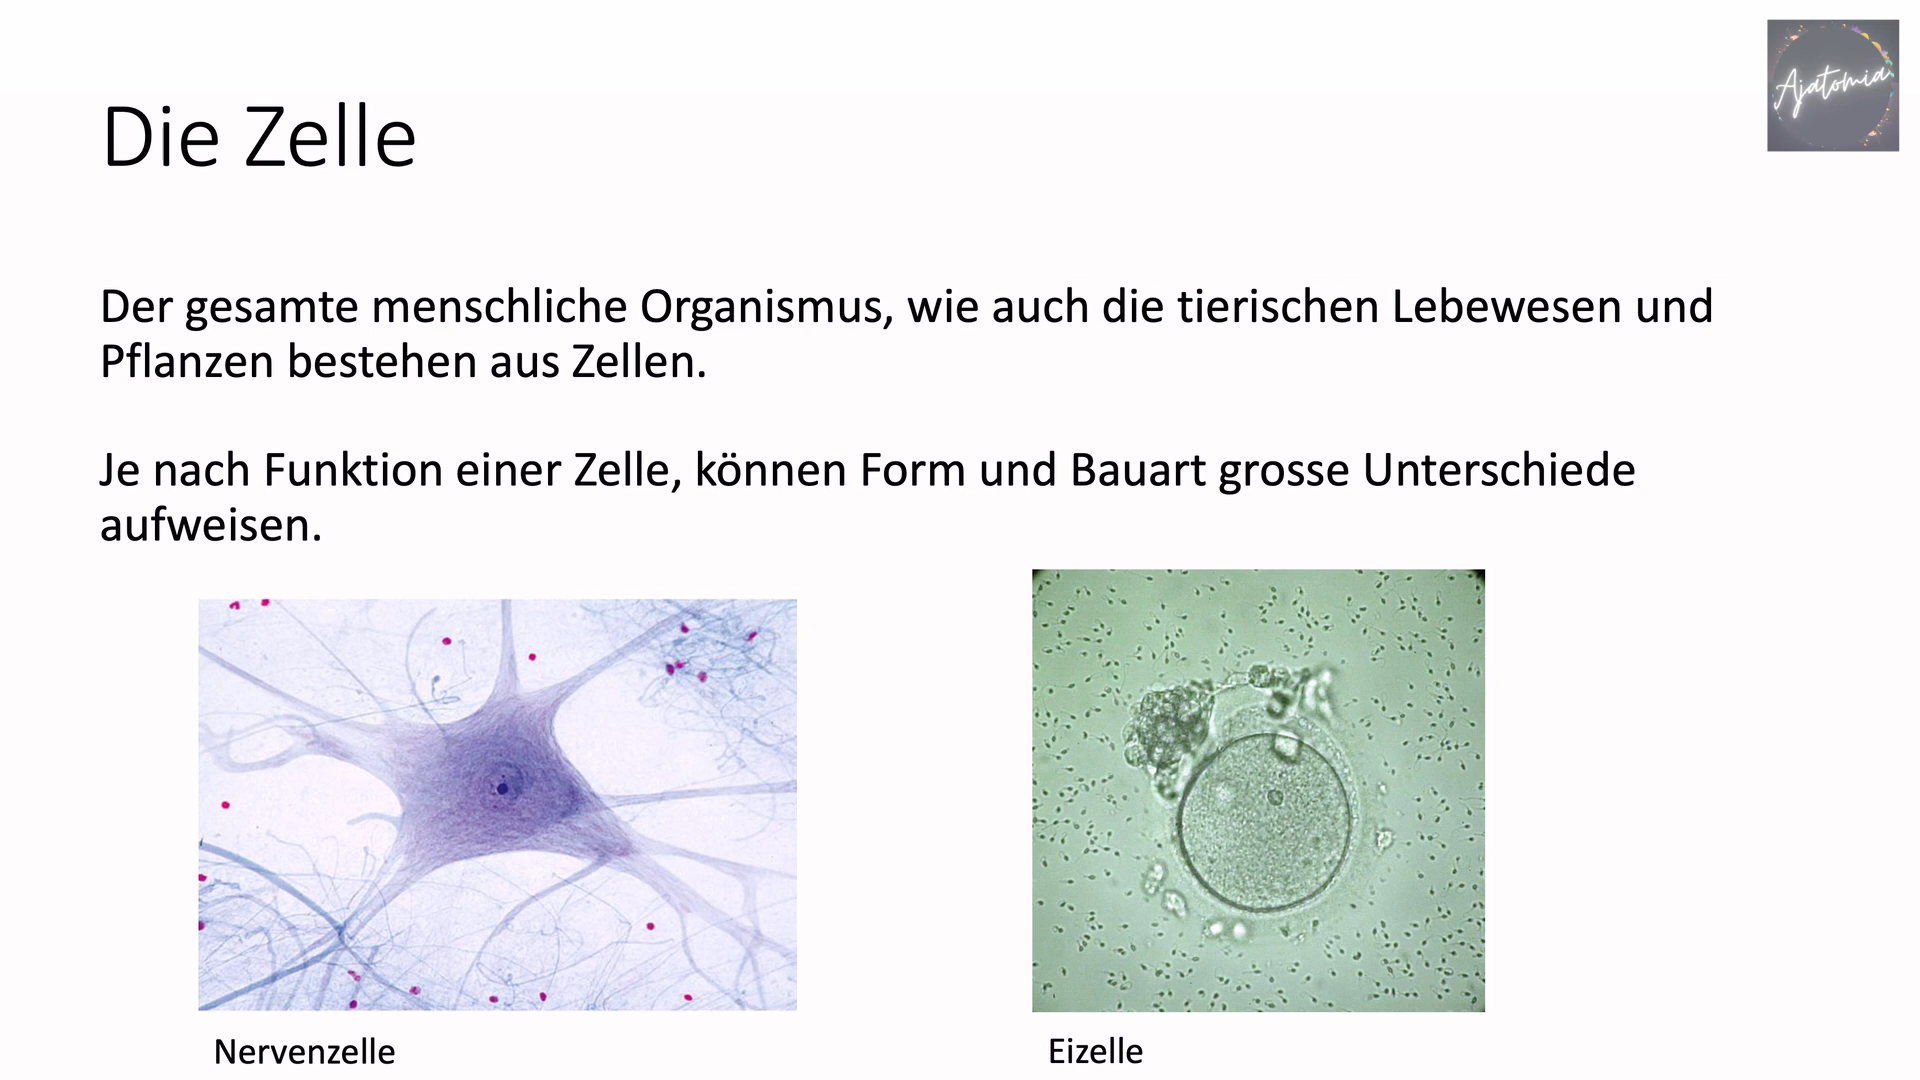 Ajatomia
Die Zelle
Der gesamte menschliche Organismus, wie auch die tierischen Lebewesen und
Pflanzen bestehen aus Zellen.
Je nach Funktion einer Zelle, können Form und Bauart grosse Unterschiede
aufweisen.
Nervenzelle
Eizelle